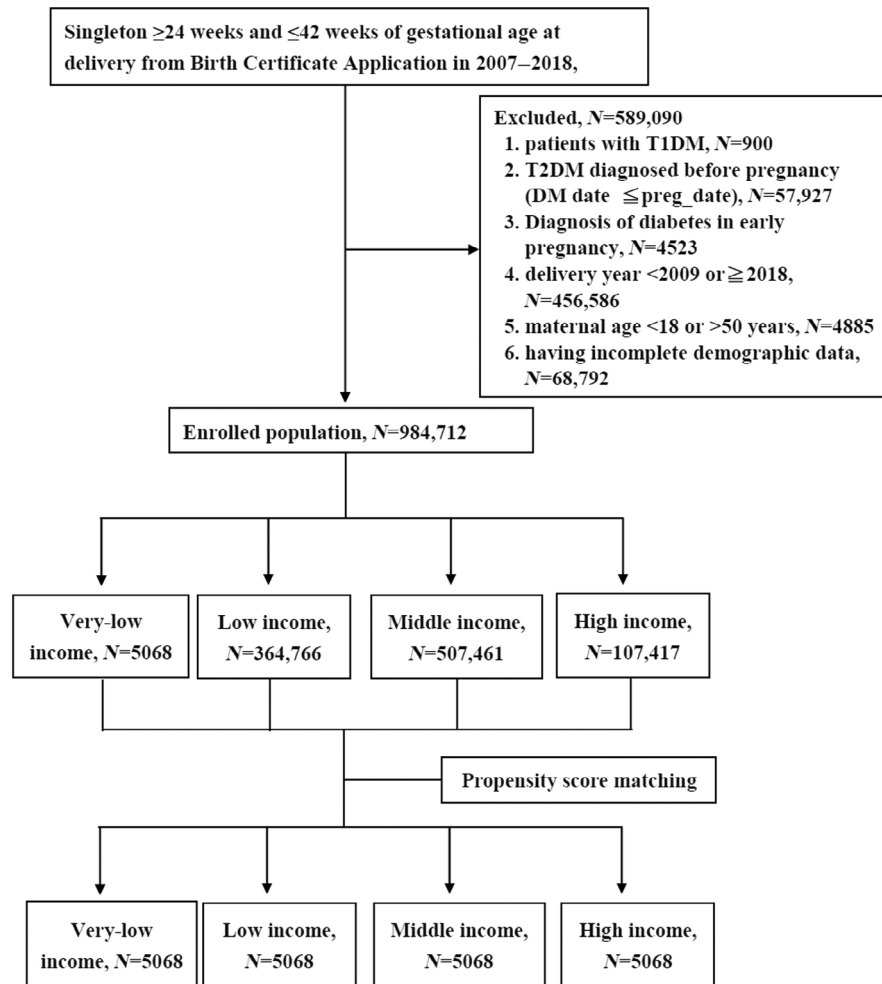 Singleton ≥24 weeks and ≤42 weeks of gestational age at
delivery from Birth Certificate Application in 2007–2018,
Excluded, N=589,090
1. patients with T1DM, N=900
2. T2DM diagnosed before pregnancy
(DM date ≦preg_date), N=57,927
3. Diagnosis of diabetes in early
pregnancy, N=4523
4. delivery year <2009 or≧2018,
N=456,586
5. maternal age <18 or >50 years, N=4885
6. having incomplete demographic data,
N=68,792
Enrolled population, N=984,712
Very-low
income, N=5068
Low income,
N=364,766
Middle income,
N=507,461
High income,
N=107,417
Propensity score matching
Very-low
income, N=5068
Low income,
N=5068
Middle income,
N=5068
High income,
N=5068